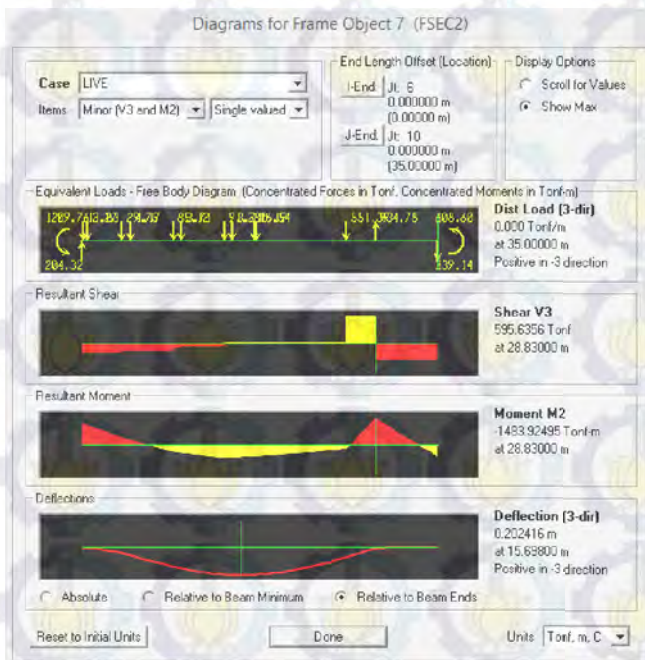 Diagrams for Frame Object 7 (FSEC2)
End Length Offset (Location)
Display Options
Case LIVE
Items Minor (V3 and M2) Single valued
I-End Jt: 6
0.000000 m
(0.00000 m)
J-End Jt: 10
0.000000 m
(35.00000 m)
Scroll for Values
Show Max
Equivalent Loads - Free Body Diagram (Concentrated Forces in Tonf, Concentrated Moments in Tonf-m)
204.32
Dist Load (3-dir)
0.000 Tonf/m
at 35.00000 m
Positive in -3 direction
Resultant Shear
Shear V3
595.6356 Tonf
at 28.83000 m
Resultant Moment
Moment M2
-1483.92495 Tonf-m
at 28.83000 m
Deflections
Deflection (3-dir)
0.202416 m
at 15.69800 m
Positive in -3 direction
Absolute Relative to Beam Minimum Relative to Beam Ends
Reset to Initial Units Done Units Tonf, m, C